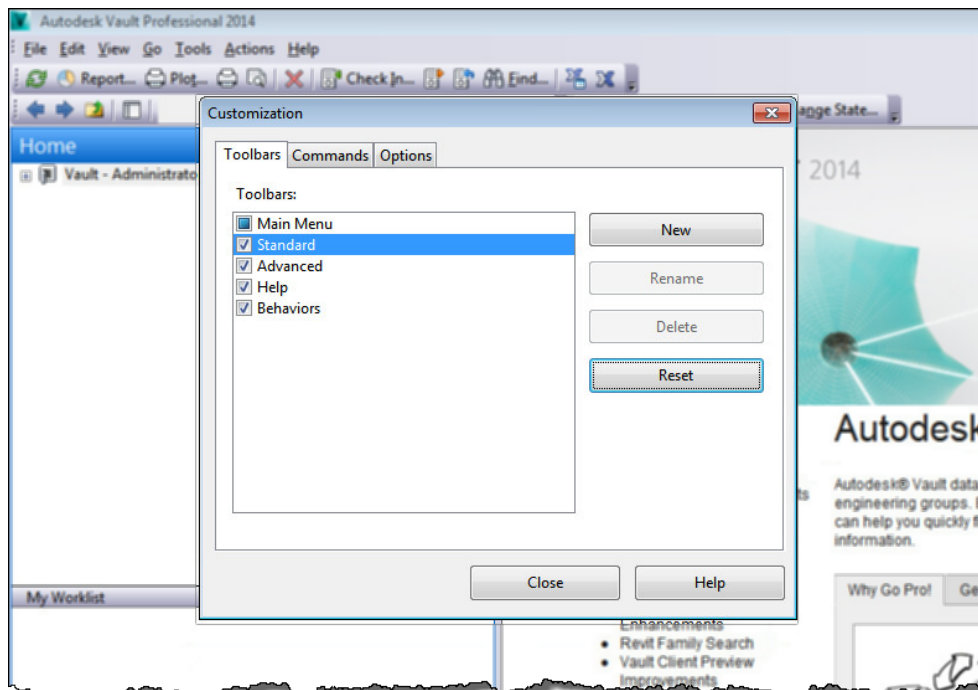 Autodesk Vault Professional 2014
File Edit View Go Tools Actions Help
Report... Plot... Check In... Find...
ange State...
Home
Vault - Administrato
2014
Customization
Toolbars Commands Options
Toolbars:
Main Menu
Standard
Advanced
Help
Behaviors
New
Rename
Delete
Reset
Close Help
Autodesk
Autodesk® Vault data
engineering groups.
can help you quickly f
information.
ts
Why Go Pro! Ge
My Worklist
Enhancements
Revit Family Search
Vault Client Preview
Improvements